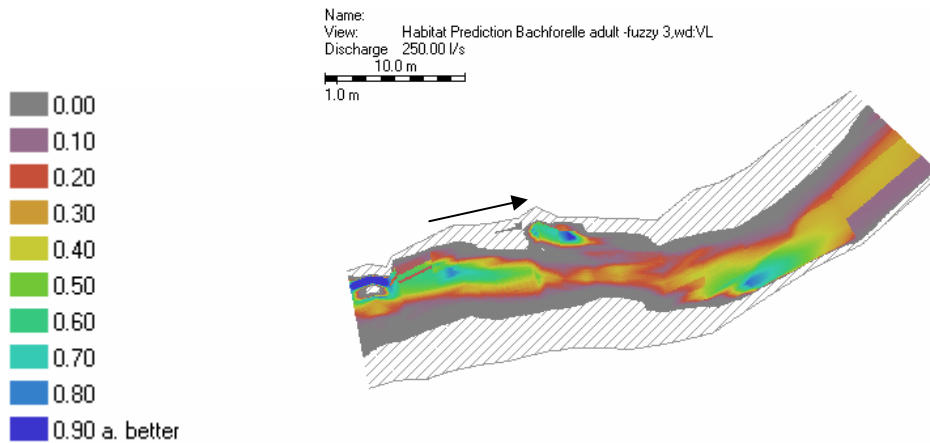 Name:
View: Habitat Prediction Bachforelle adult -fuzzy 3,wd:VL
Discharge 250.00 l/s
10.0 m
1.0 m
0.00
0.10
0.20
0.30
0.40
0.50
0.60
0.70
0.80
0.90 a. better